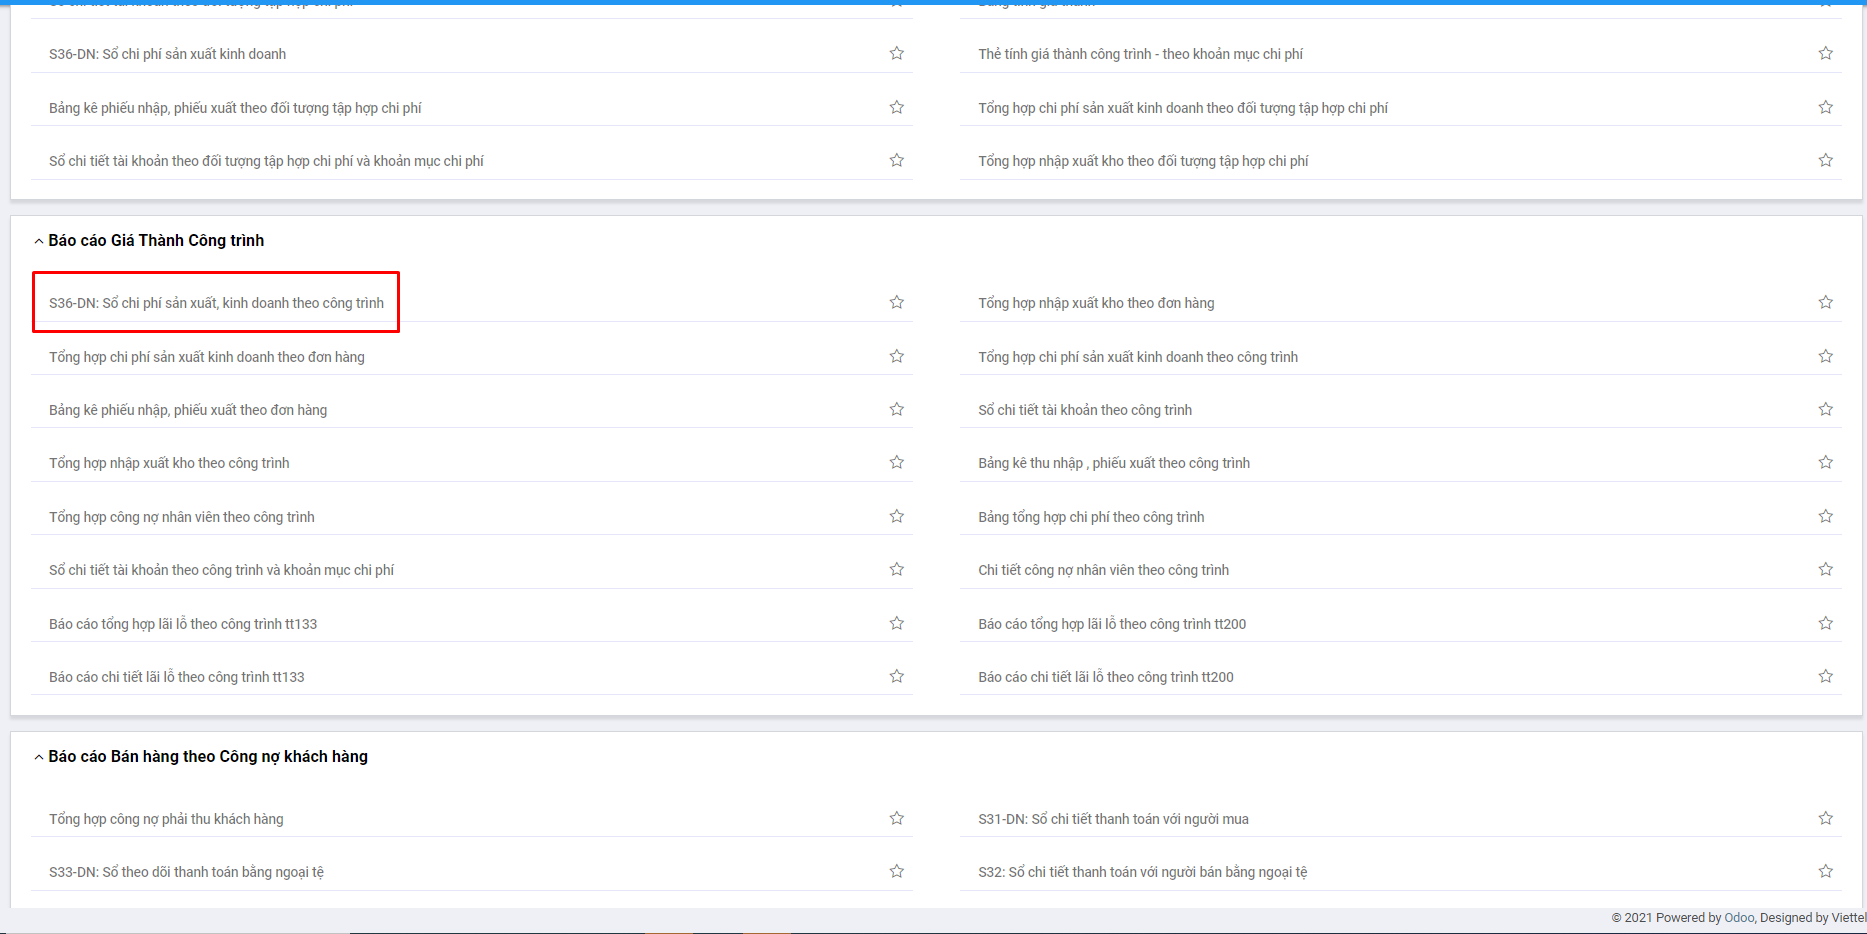 S36-DN: Sổ chi phí sản xuất kinh doanh
Thẻ tính giá thành công trình - theo khoản mục chi phí
Bảng kê phiếu nhập, phiếu xuất theo đối tượng tập hợp chi phí
Tổng hợp chi phí sản xuất kinh doanh theo đối tượng tập hợp chi phí
Sổ chi tiết tài khoản theo đối tượng tập hợp chi phí và khoản mục chi phí
Tổng hợp nhập xuất kho theo đối tượng tập hợp chi phí
Báo cáo Giá Thành Công trình
S36-DN: Sổ chi phí sản xuất, kinh doanh theo công trình
Tổng hợp nhập xuất kho theo đơn hàng
Tổng hợp chi phí sản xuất kinh doanh theo đơn hàng
Tổng hợp chi phí sản xuất kinh doanh theo công trình
Bảng kê phiếu nhập, phiếu xuất theo đơn hàng
Sổ chi tiết tài khoản theo công trình
Tổng hợp nhập xuất kho theo công trình
Bảng kê thu nhập , phiếu xuất theo công trình
Tổng hợp công nợ nhân viên theo công trình
Bảng tổng hợp chi phí theo công trình
Sổ chi tiết tài khoản theo công trình và khoản mục chi phí
Chi tiết công nợ nhân viên theo công trình
Báo cáo tổng hợp lãi lỗ theo công trình tt133
Báo cáo tổng hợp lãi lỗ theo công trình tt200
Báo cáo chi tiết lãi lỗ theo công trình tt133
Báo cáo chi tiết lãi lỗ theo công trình tt200
Báo cáo Bán hàng theo Công nợ khách hàng
Tổng hợp công nợ phải thu khách hàng
S31-DN: Sổ chi tiết thanh toán với người mua
S33-DN: Sổ theo dõi thanh toán bằng ngoại tệ
S32: Sổ chi tiết thanh toán với người bán bằng ngoại tệ
© 2021 Powered by Odoo, Designed by Viettel